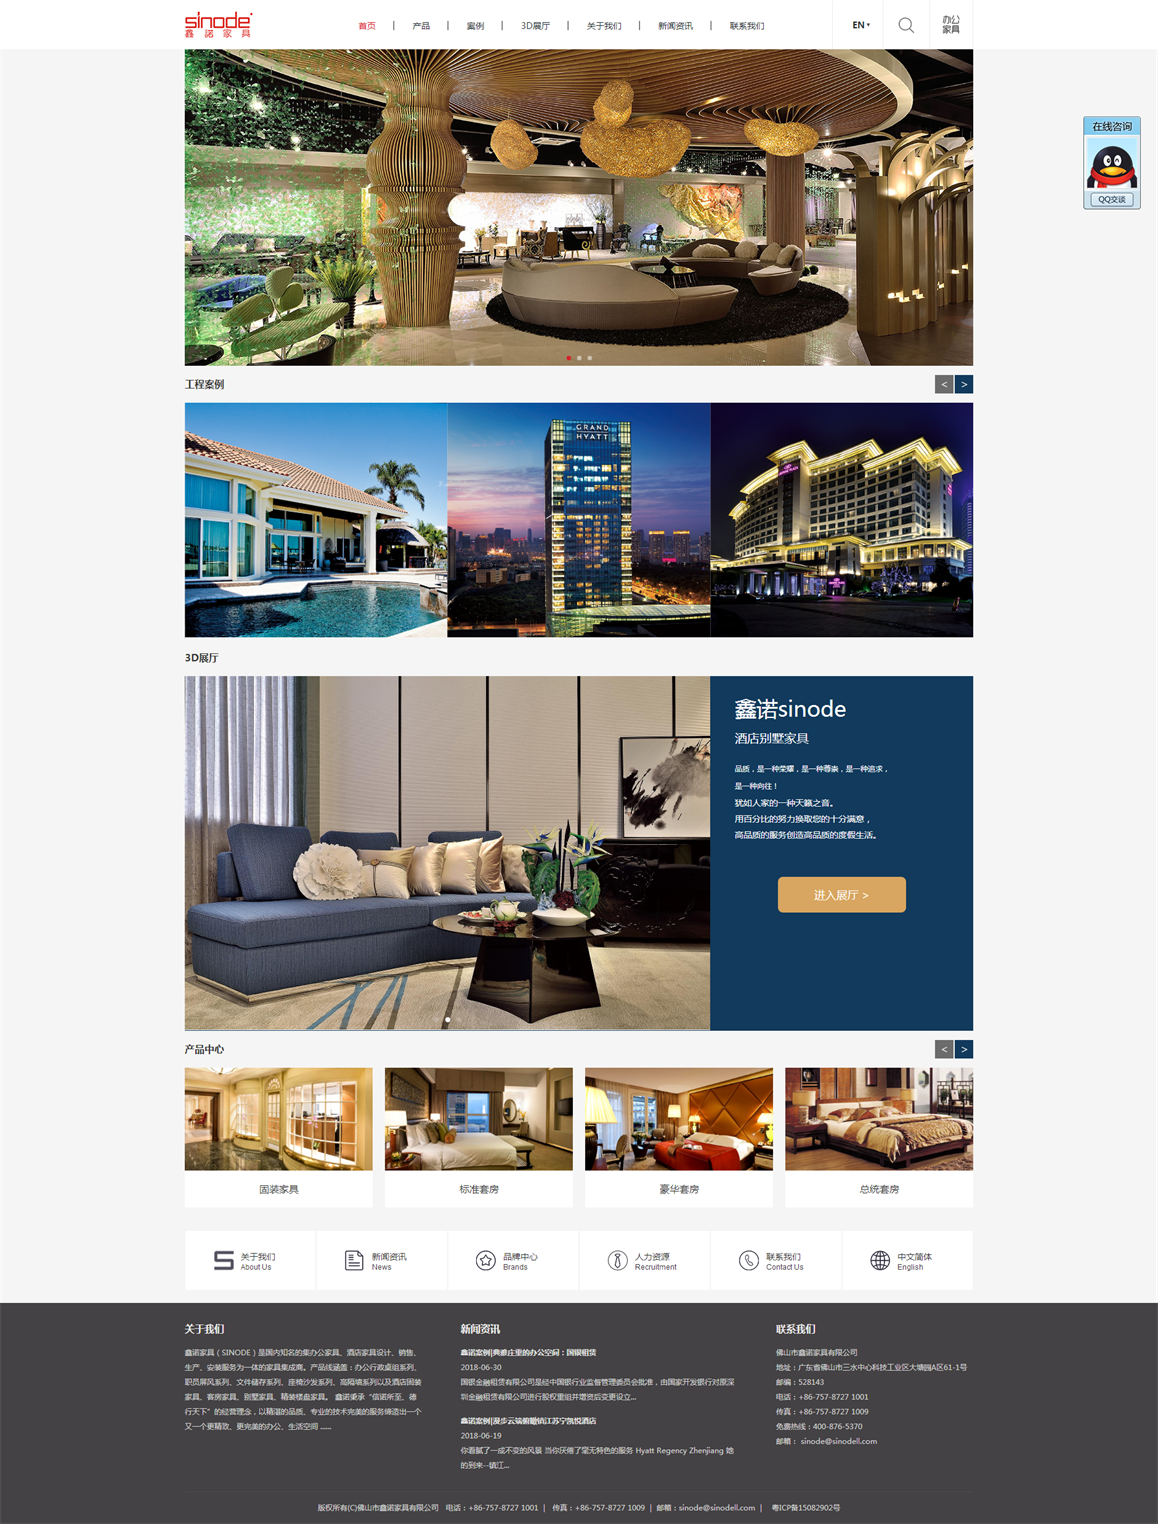 sinode
鑫诺家具
首页 | 产品 | 案例 | 3D展厅 | 关于我们 | 新闻资讯 | 联系我们
EN
办公
家具
在线咨询
QQ交谈
工程案例
< >
GRAND
HYATT
3D展厅
鑫诺sinode
酒店别墅家具
品质，是一种荣耀，是一种尊崇，是一种追求，
是一种向往！
犹如人家的一种天籁之音。
用百分比的努力换取您的十分满意，
高品质的服务创造高品质的度假生活。
进入展厅 >
产品中心
< >
固装家具
标准套房
豪华套房
总统套房
关于我们
About Us
新闻资讯
News
品牌中心
Brands
人力资源
Recruitment
联系我们
Contact Us
中文简体
English
关于我们
鑫诺家具（SINODE）是国内知名的集办公家具、酒店家具设计、销售、
生产、安装服务为一体的家具集成商。产品线涵盖：办公行政桌组系列、
职员屏风系列、文件储存系列、座椅沙发系列、高隔墙系列以及酒店固装
家具、客房家具、别墅家具、精装楼盘家具。 鑫诺秉承“信诺所至、德
行天下”的经营理念，以精湛的品质、专业的技术完美的服务缔造出一个
又一个更精致、更完美的办公、生活空间 ......
新闻资讯
鑫诺案例|典雅庄重的办公空间：国银租赁
2018-06-30
国银金融租赁有限公司是经中国银行业监督管理委员会批准，由国家开发银行对原深
圳金融租赁有限公司进行股权重组并增资后变更设立...
鑫诺案例|漫步云端俯瞰镇江苏宁凯悦酒店
2018-06-19
你看腻了一成不变的风景 当你厌倦了毫无特色的服务 Hyatt Regency Zhenjiang 她
的到来--镇江...
联系我们
佛山市鑫诺家具有限公司
地址：广东省佛山市三水中心科技工业区大塘园A区61-1号
邮编：528143
电话：+86-757-8727 1001
传真：+86-757-8727 1009
免费热线：400-876-5370
邮箱： sinode@sinodell.com
版权所有(C)佛山市鑫诺家具有限公司 电话：+86-757-8727 1001 | 传真：+86-757-8727 1009 | 邮箱：sinode@sinodell.com | 粤ICP备15082902号